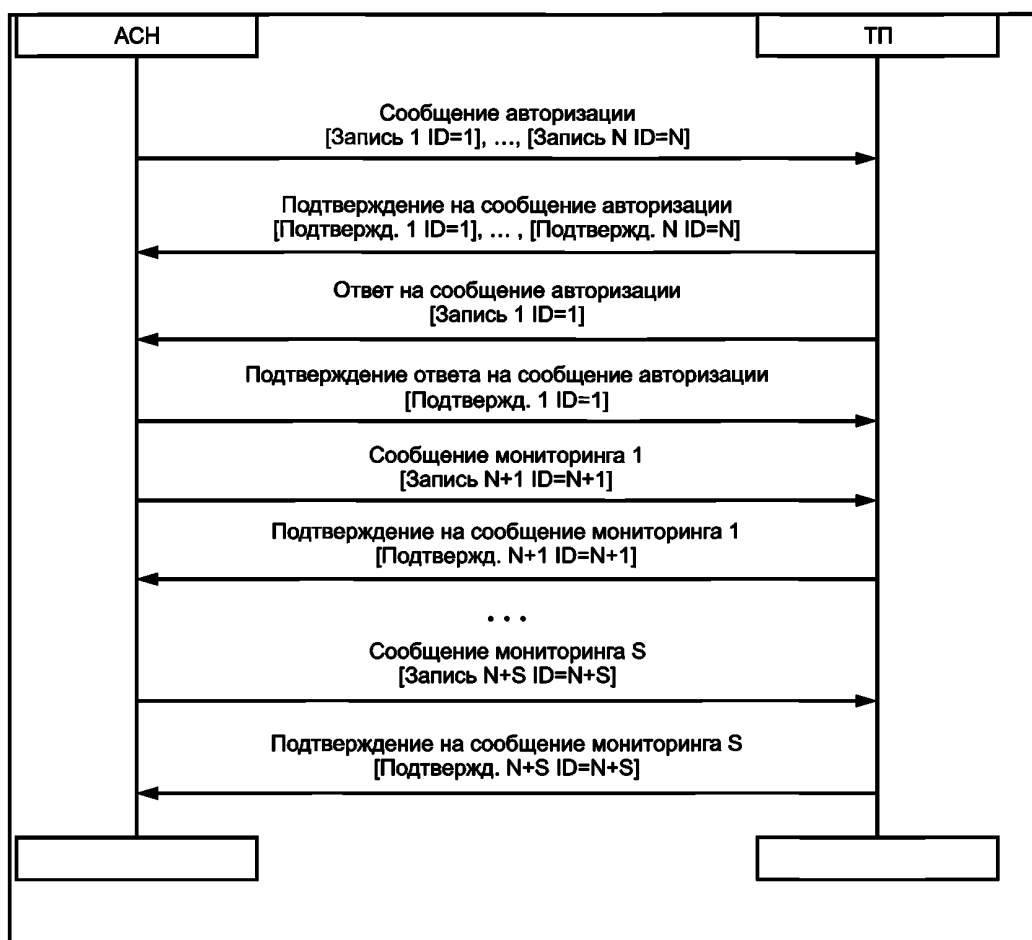 АСН
ТП
Сообщение авторизации
[Запись 1 ID=1], ..., [Запись N ID=N]
Подтверждение на сообщение авторизации
[Подтвержд. 1 ID=1], ... , [Подтвержд. N ID=N]
Ответ на сообщение авторизации
[Запись 1 ID=1]
Подтверждение ответа на сообщение авторизации
[Подтвержд. 1 ID=1]
Сообщение мониторинга 1
[Запись N+1 ID=N+1]
Подтверждение на сообщение мониторинга 1
[Подтвержд. N+1 ID=N+1]
. . .
Сообщение мониторинга S
[Запись N+S ID=N+S]
Подтверждение на сообщение мониторинга S
[Подтвержд. N+S ID=N+S]